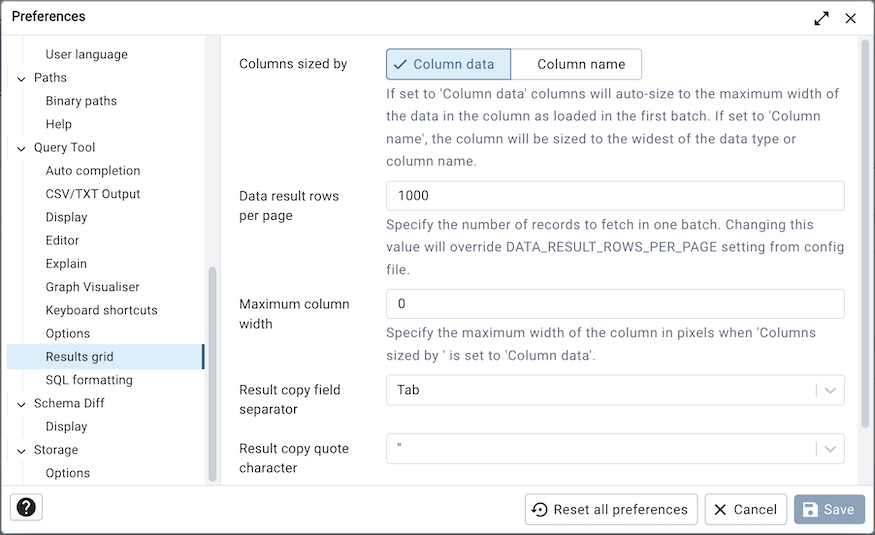 Preferences
User language
Paths
Binary paths
Help
Query Tool
Auto completion
CSV/TXT Output
Display
Editor
Explain
Graph Visualiser
Keyboard shortcuts
Options
Results grid
SQL formatting
Schema Diff
Display
Storage
Options
Columns sized by
Column data
Column name
If set to 'Column data' columns will auto-size to the maximum width of
the data in the column as loaded in the first batch. If set to 'Column
name', the column will be sized to the widest of the data type or
column name.
Data result rows
per page
1000
Specify the number of records to fetch in one batch. Changing this
value will override DATA_RESULT_ROWS_PER_PAGE setting from config
file.
Maximum column
width
0
Specify the maximum width of the column in pixels when 'Columns
sized by ' is set to 'Column data'.
Result copy field
separator
Tab
Result copy quote
character
"
?
Reset all preferences
Cancel
Save